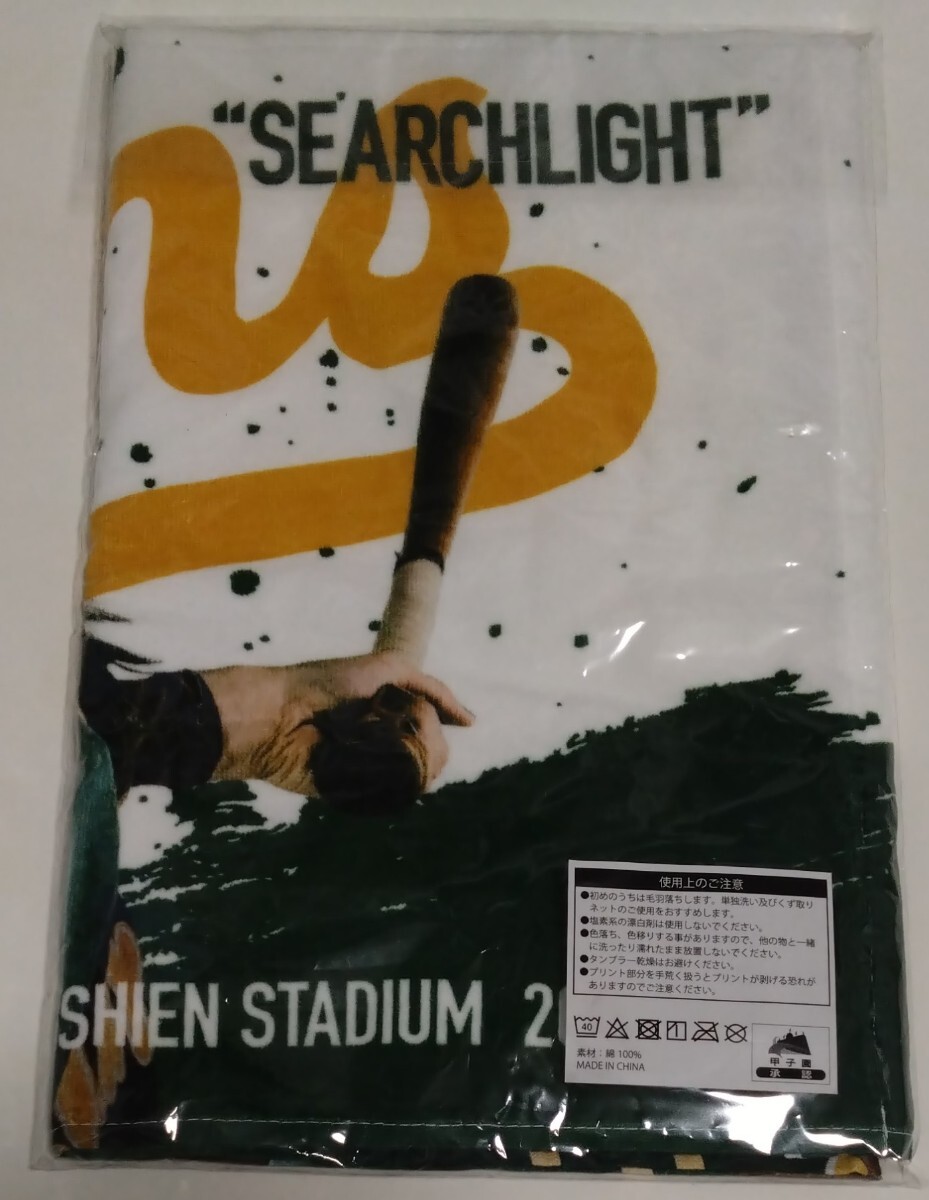 “SEARCHLIGHT”
us
SHIEN STADIUM 2
使用上のご注意
●初めのうちは毛羽落ちします。単独洗い及びくず取り
ネットのご使用をおすすめします。
●塩素系の漂白剤は使用しないでください。
●色落ち、色移りする事がありますので、他の物と一緒
に洗ったり濡れたまま放置しないでください。
●タンブラー乾燥はお避けください。
●プリント部分を手荒く扱うとプリントが剥げる恐れが
ありますのでご注意ください。
40
素材：綿 100%
MADE IN CHINA
甲子園
承認